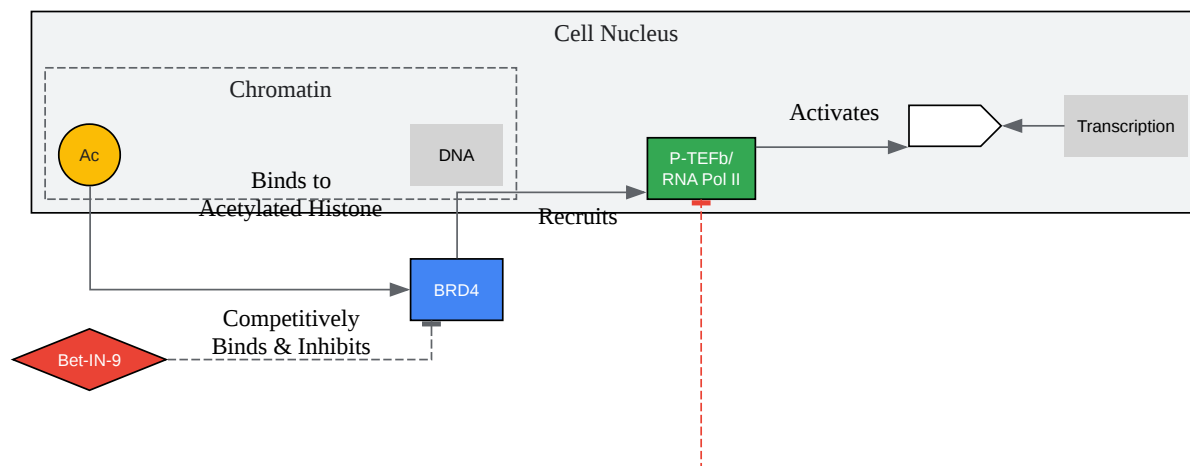 Cell Nucleus
Chromatin
Ac
DNA
Binds to
Acetylated Histone
Recruits
P-TEFb/
RNA Pol II
Activates
Transcription
BRD4
Competitively
Binds & Inhibits
Bet-IN-9